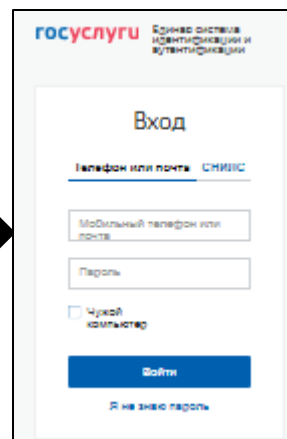 госуслуги
Единая система
идентификации и
аутентификации
Вход
Телефон или почта СНИЛС
Мобильный телефон или
почта
Пароль
Чужой
компьютер
Войти
Я не знаю пароль